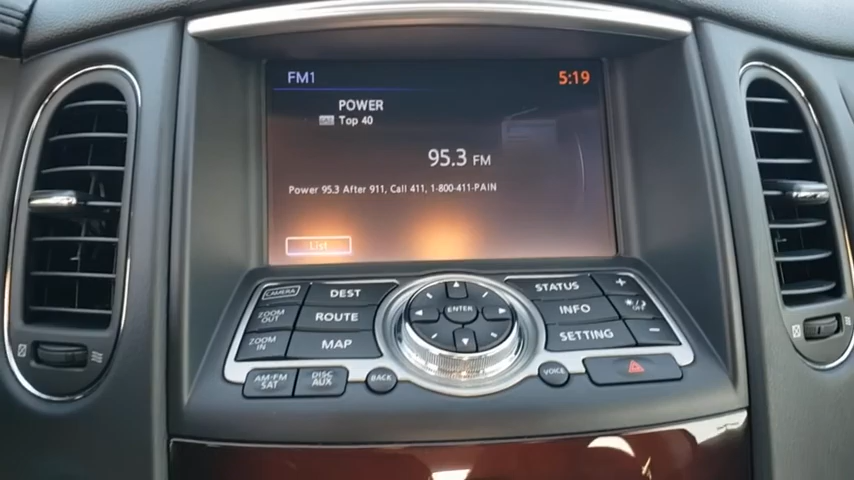 FM1
5:19
POWER
CAT Top 40
95.3 FM
Power 95.3 After 911, Call 411, 1-800-411-PAIN
List
CAMERA
DEST
STATUS
+
ZOOM OUT
ROUTE
ENTER
INFO
OFF
ZOOM IN
MAP
SETTING
-
AM·FM SAT
DISC AUX
BACK
VOICE